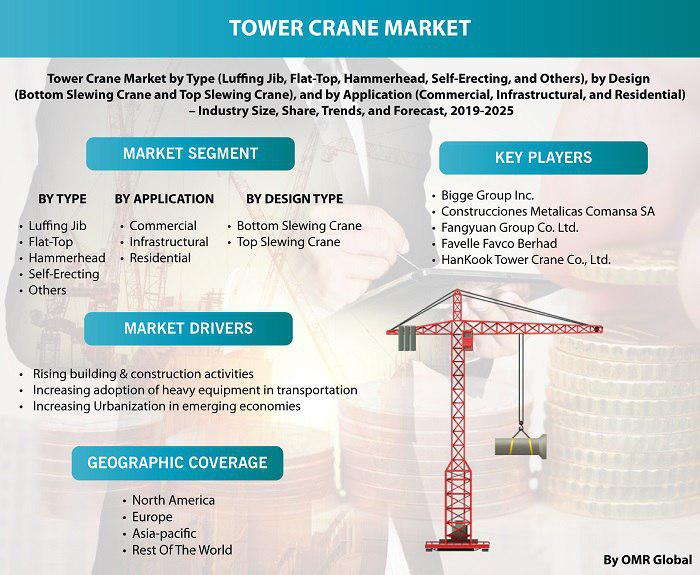 TOWER CRANE MARKET
Tower Crane Market by Type (Luffing Jib, Flat-Top, Hammerhead, Self-Erecting, and Others), by Design
(Bottom Slewing Crane and Top Slewing Crane), and by Application (Commercial, Infrastructural, and Residential)
– Industry Size, Share, Trends, and Forecast, 2019-2025
MARKET SEGMENT
BY TYPE
• Luffing Jib
• Flat-Top
• Hammerhead
• Self-Erecting
• Others
BY APPLICATION
• Commercial
• Infrastructural
• Residential
BY DESIGN TYPE
• Bottom Slewing Crane
• Top Slewing Crane
KEY PLAYERS
• Bigge Group Inc.
• Construcciones Metalicas Comansa SA
• Fangyuan Group Co. Ltd.
• Favelle Favco Berhad
• HanKook Tower Crane Co., Ltd.
MARKET DRIVERS
• Rising building & construction activities
• Increasing adoption of heavy equipment in transportation
• Increasing Urbanization in emerging economies
GEOGRAPHIC COVERAGE
• North America
• Europe
• Asia-pacific
• Rest Of The World
By OMR Global